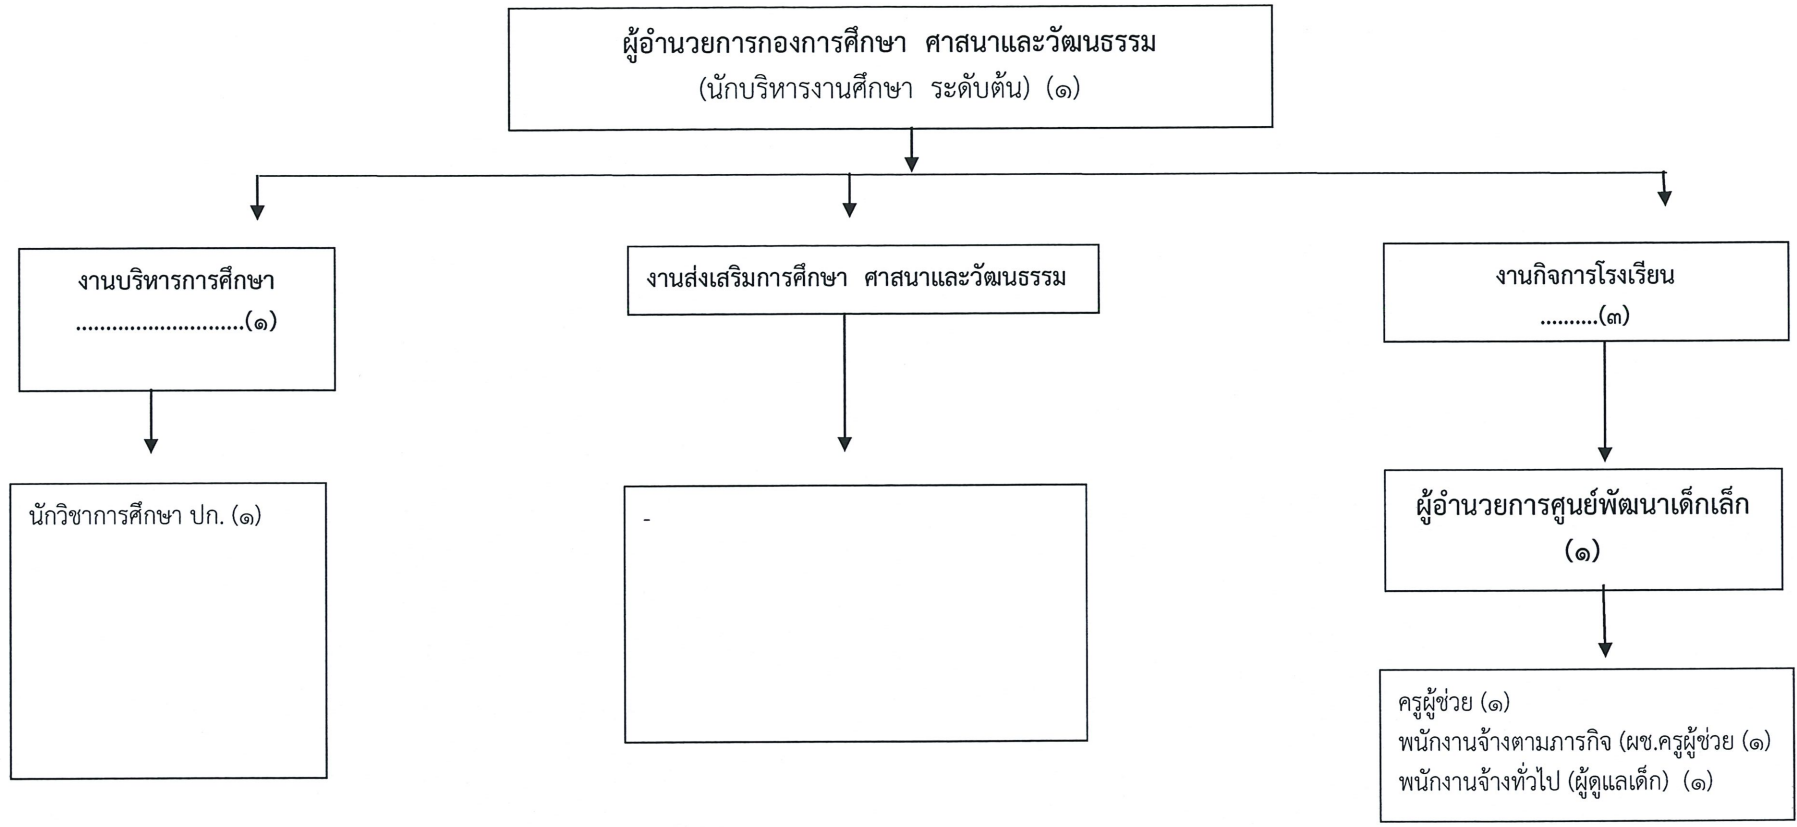 ผู้อำนวยการกองการศึกษา ศาสนาและวัฒนธรรม
(นักบริหารงานศึกษา ระดับต้น) (๑)
งานบริหารการศึกษา
............................(๑)
งานส่งเสริมการศึกษา ศาสนาและวัฒนธรรม
งานกิจการโรงเรียน
..........(๓)
นักวิชาการศึกษา ปก. (๑)
-
ผู้อำนวยการศูนย์พัฒนาเด็กเล็ก
(๑)
ครูผู้ช่วย (๑)
พนักงานจ้างตามภารกิจ (ผช.ครูผู้ช่วย (๑)
พนักงานจ้างทั่วไป (ผู้ดูแลเด็ก) (๑)